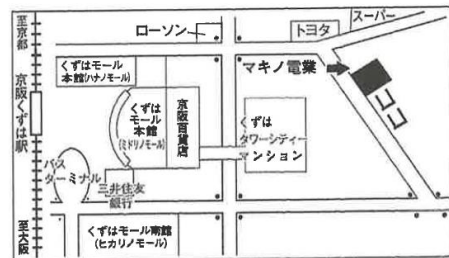 至京都
京阪くずは駅
至大阪
ローソン
トヨタ
スーパー
マキノ電業
くずはモール
本館(ハナノモール)
くずは
モール
本館
(ミドリノモール)
京阪百貨店
くずは
タワーシティー
マンション
バス
ターミナル
三井住友
銀行
くずはモール南館
(ヒカリノモール)